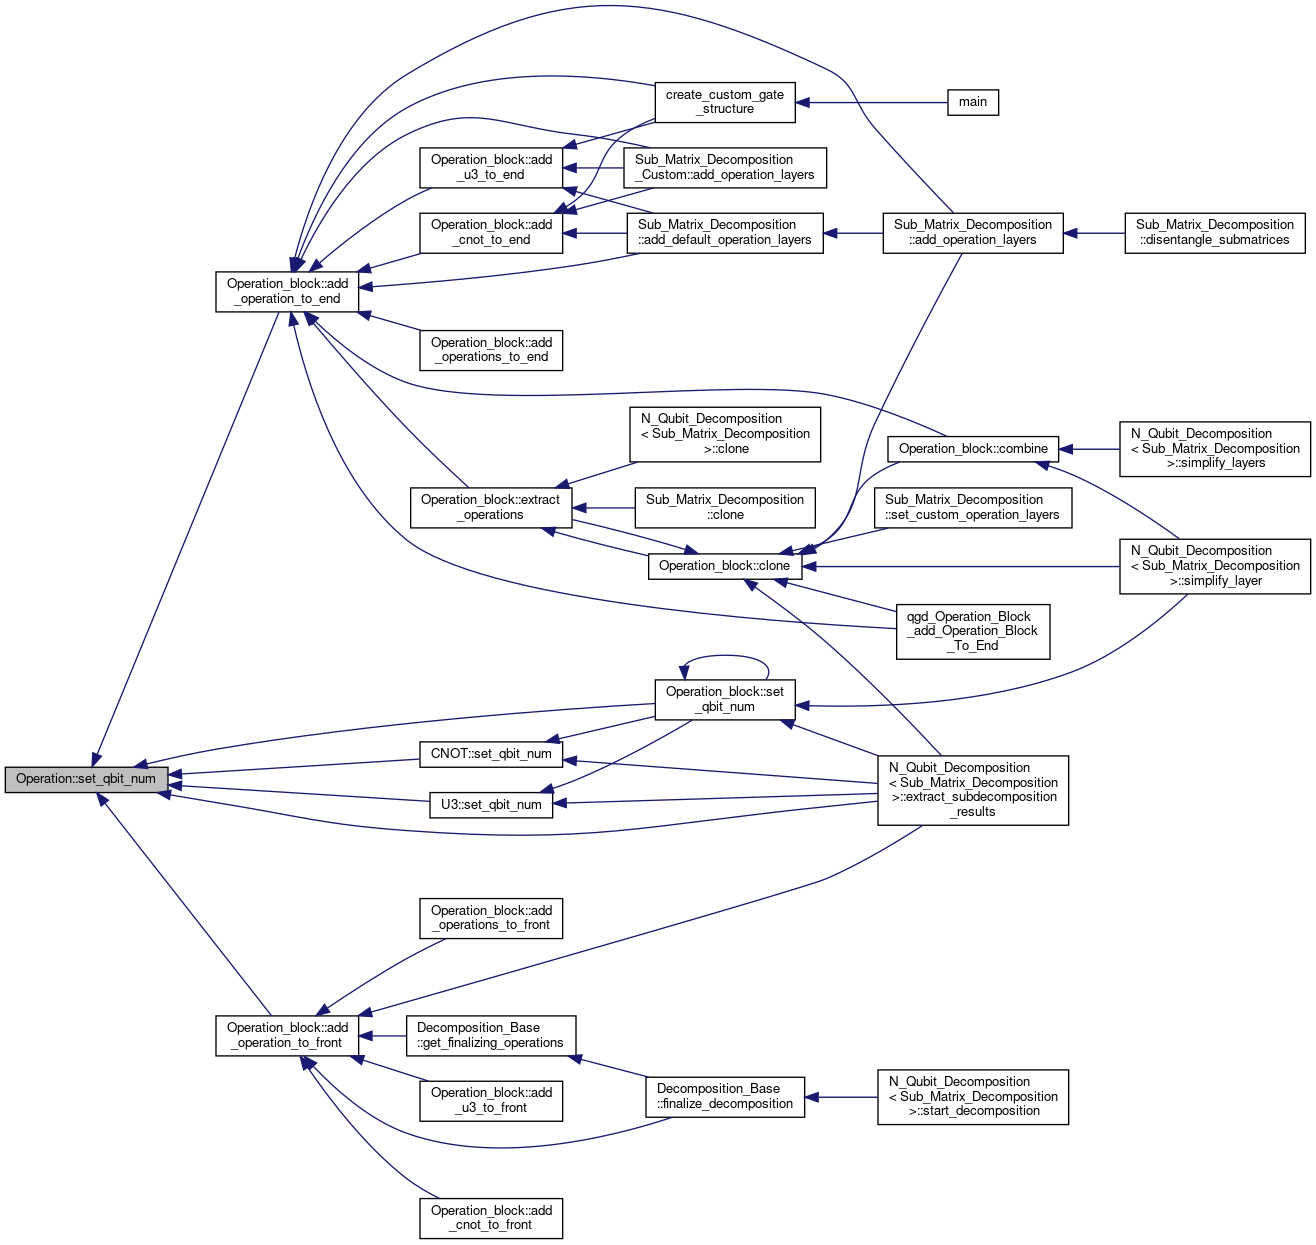 create_custom_gate
_structure
main
Operation_block::add
_u3_to_end
Sub_Matrix_Decomposition
_Custom::add_operation_layers
Operation_block::add
_cnot_to_end
Sub_Matrix_Decomposition
::add_default_operation_layers
Sub_Matrix_Decomposition
::add_operation_layers
Sub_Matrix_Decomposition
::disentangle_submatrices
Operation_block::add
_operation_to_end
Operation_block::add
_operations_to_end
N_Qubit_Decomposition
< Sub_Matrix_Decomposition
>::clone
Operation_block::combine
N_Qubit_Decomposition
< Sub_Matrix_Decomposition
>::simplify_layers
Operation_block::extract
_operations
Sub_Matrix_Decomposition
::clone
Sub_Matrix_Decomposition
::set_custom_operation_layers
Operation_block::clone
N_Qubit_Decomposition
< Sub_Matrix_Decomposition
>::simplify_layer
qgd_Operation_Block
_add_Operation_Block
_To_End
Operation_block::set
_qbit_num
CNOT::set_qbit_num
Operation::set_qbit_num
U3::set_qbit_num
N_Qubit_Decomposition
< Sub_Matrix_Decomposition
>::extract_subdecomposition
_results
Operation_block::add
_operations_to_front
Operation_block::add
_operation_to_front
Decomposition_Base
::get_finalizing_operations
Operation_block::add
_u3_to_front
Decomposition_Base
::finalize_decomposition
N_Qubit_Decomposition
< Sub_Matrix_Decomposition
>::start_decomposition
Operation_block::add
_cnot_to_front